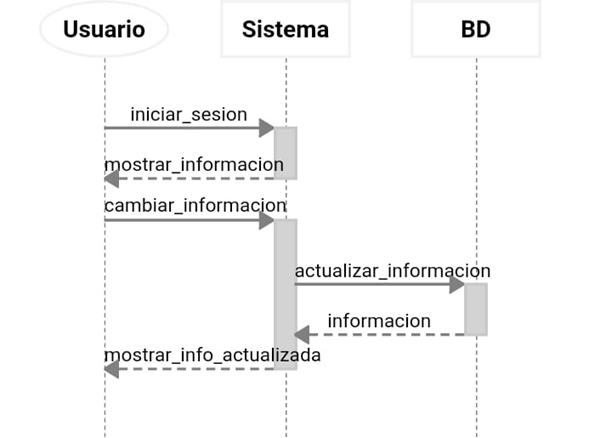 Usuario
Sistema
BD
iniciar_sesion
mostrar_informacion
cambiar_informacion
actualizar_informacion
informacion
mostrar_info_actualizada